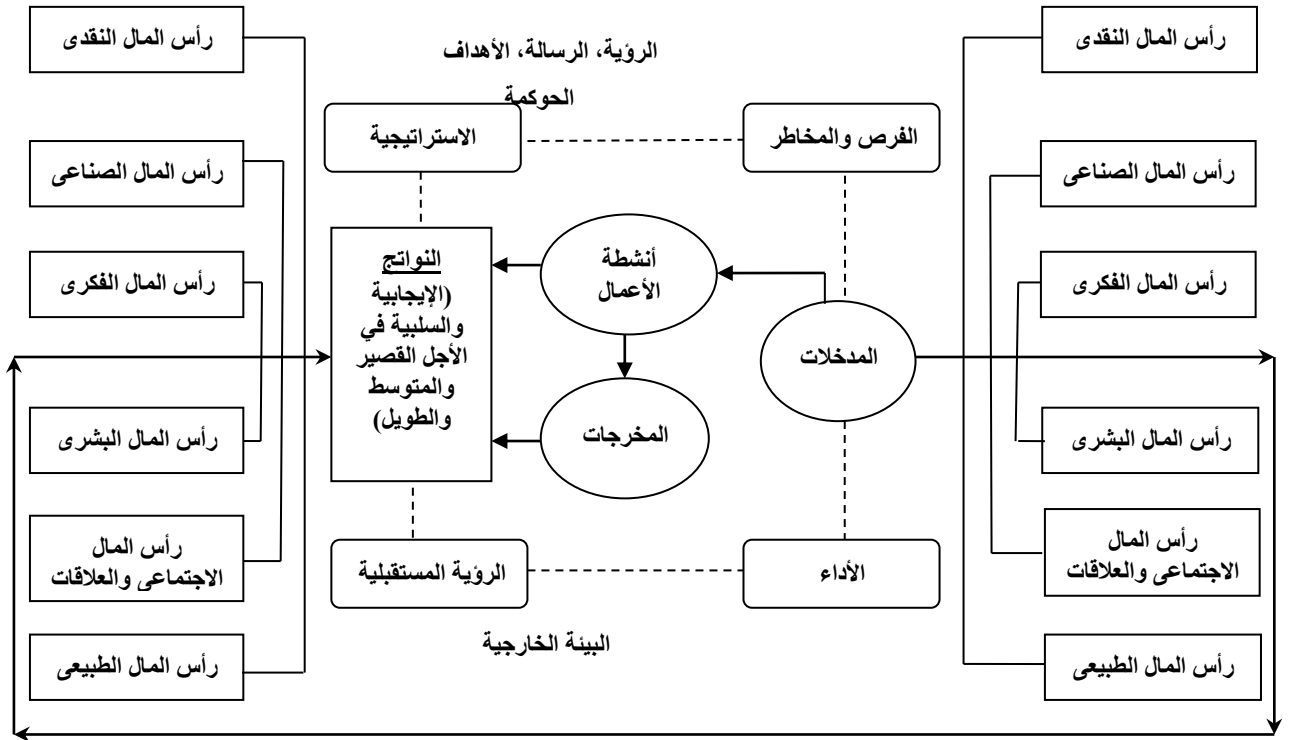 رأس المال النقدى
رأس المال الصناعى
رأس المال الفكرى
رأس المال البشرى
رأس المال
الاجتماعى والعلاقات
رأس المال الطبيعى
الرؤية، الرسالة، الأهداف
الحوكمة
الفرص والمخاطر
الاستراتيجية
أنشطة
الأعمال
المدخلات
المخرجات
النواتج
(الإيجابية
والسلبية في
الأجل القصير
والمتوسط
والطويل)
الأداء
الرؤية المستقبلية
البيئة الخارجية
رأس المال النقدى
رأس المال الصناعى
رأس المال الفكرى
رأس المال البشرى
رأس المال
الاجتماعى والعلاقات
رأس المال الطبيعى